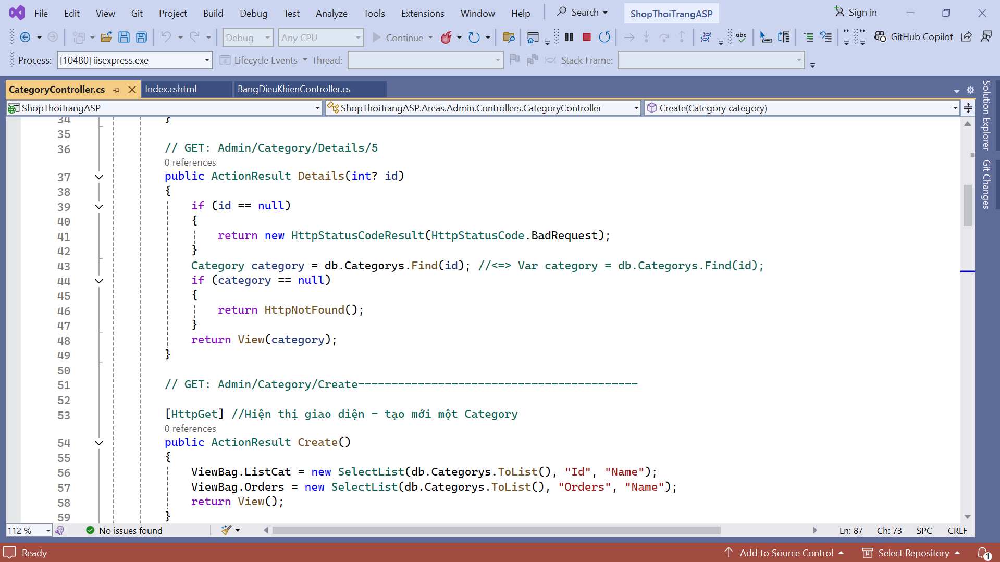 File Edit View Git Project Build Debug Test Analyze Tools Extensions Window Help Search ShopThoiTrangASP Sign in
Debug Any CPU Continue abc GitHub Copilot
Process: [10480] iisexpress.exe Lifecycle Events Thread: Stack Frame:
CategoryController.cs Index.cshtml BangDieuKhienController.cs
ShopThoiTrangASP ShopThoiTrangASP.Areas.Admin.Controllers.CategoryController Create(Category category)
Solution Explorer
Git Changes
34 }
35
36 // GET: Admin/Category/Details/5
0 references
37 public ActionResult Details(int? id)
38 {
39 if (id == null)
40 {
41 return new HttpStatusCodeResult(HttpStatusCode.BadRequest);
42 }
43 Category category = db.Categorys.Find(id); //<=> Var category = db.Categorys.Find(id);
44 if (category == null)
45 {
46 return HttpNotFound();
47 }
48 return View(category);
49 }
50
51 // GET: Admin/Category/Create------------------------------------------
52
53 [HttpGet] //Hiện thị giao diện - tạo mới một Category
0 references
54 public ActionResult Create()
55 {
56 ViewBag.ListCat = new SelectList(db.Categorys.ToList(), "Id", "Name");
57 ViewBag.Orders = new SelectList(db.Categorys.ToList(), "Orders", "Name");
58 return View();
59 }
112 % No issues found Ln: 87 Ch: 73 SPC CRLF
Ready Add to Source Control Select Repository 1